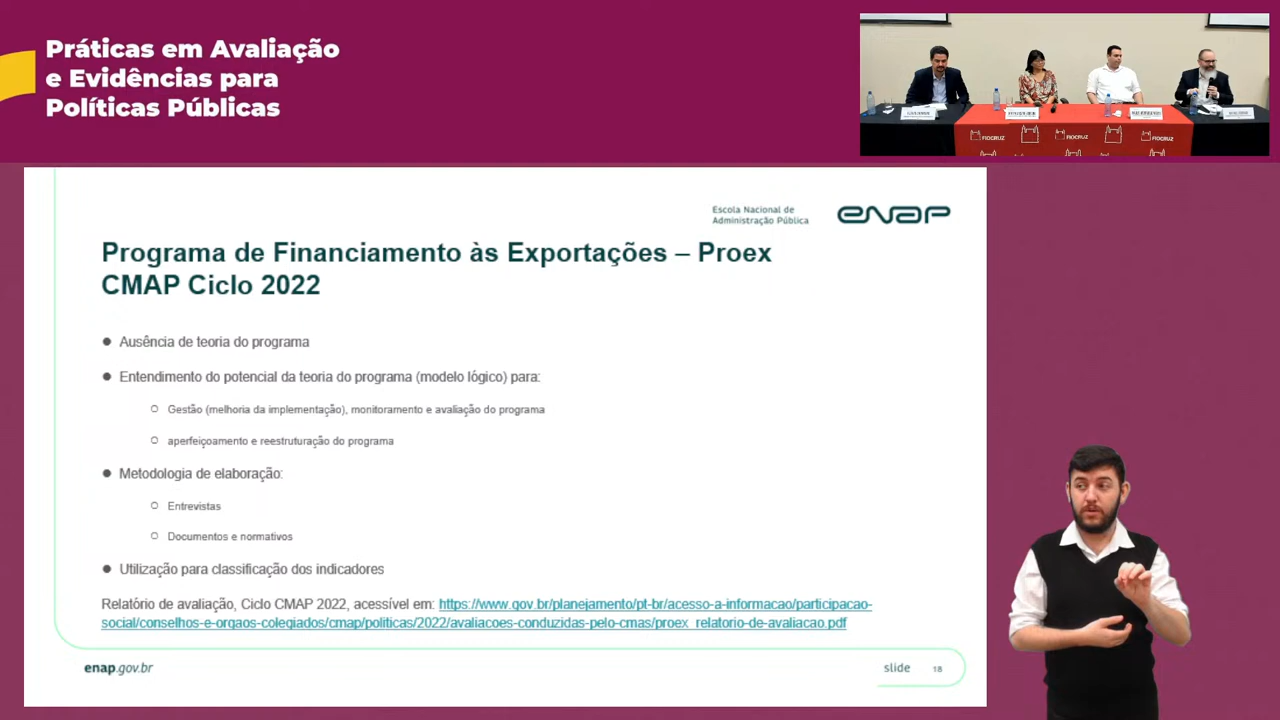 Práticas em Avaliação
e Evidências para
Políticas Públicas
FIOCRUZ
FIOCRUZ
FIOCRUZ
Escola Nacional de
Administração Pública
enap
Programa de Financiamento às Exportações – Proex
CMAP Ciclo 2022
● Ausência de teoria do programa
● Entendimento do potencial da teoria do programa (modelo lógico) para:
○ Gestão (melhoria da implementação), monitoramento e avaliação do programa
○ aperfeiçoamento e reestruturação do programa
● Metodologia de elaboração:
○ Entrevistas
○ Documentos e normativos
● Utilização para classificação dos indicadores
Relatório de avaliação, Ciclo CMAP 2022, acessível em: https://www.gov.br/planejamento/pt-br/acesso-a-informacao/participacao-
social/conselhos-e-orgaos-colegiados/cmap/politicas/2022/avaliacoes-conduzidas-pelo-cmas/proex_relatorio-de-avaliacao.pdf
enap.gov.br
slide 18